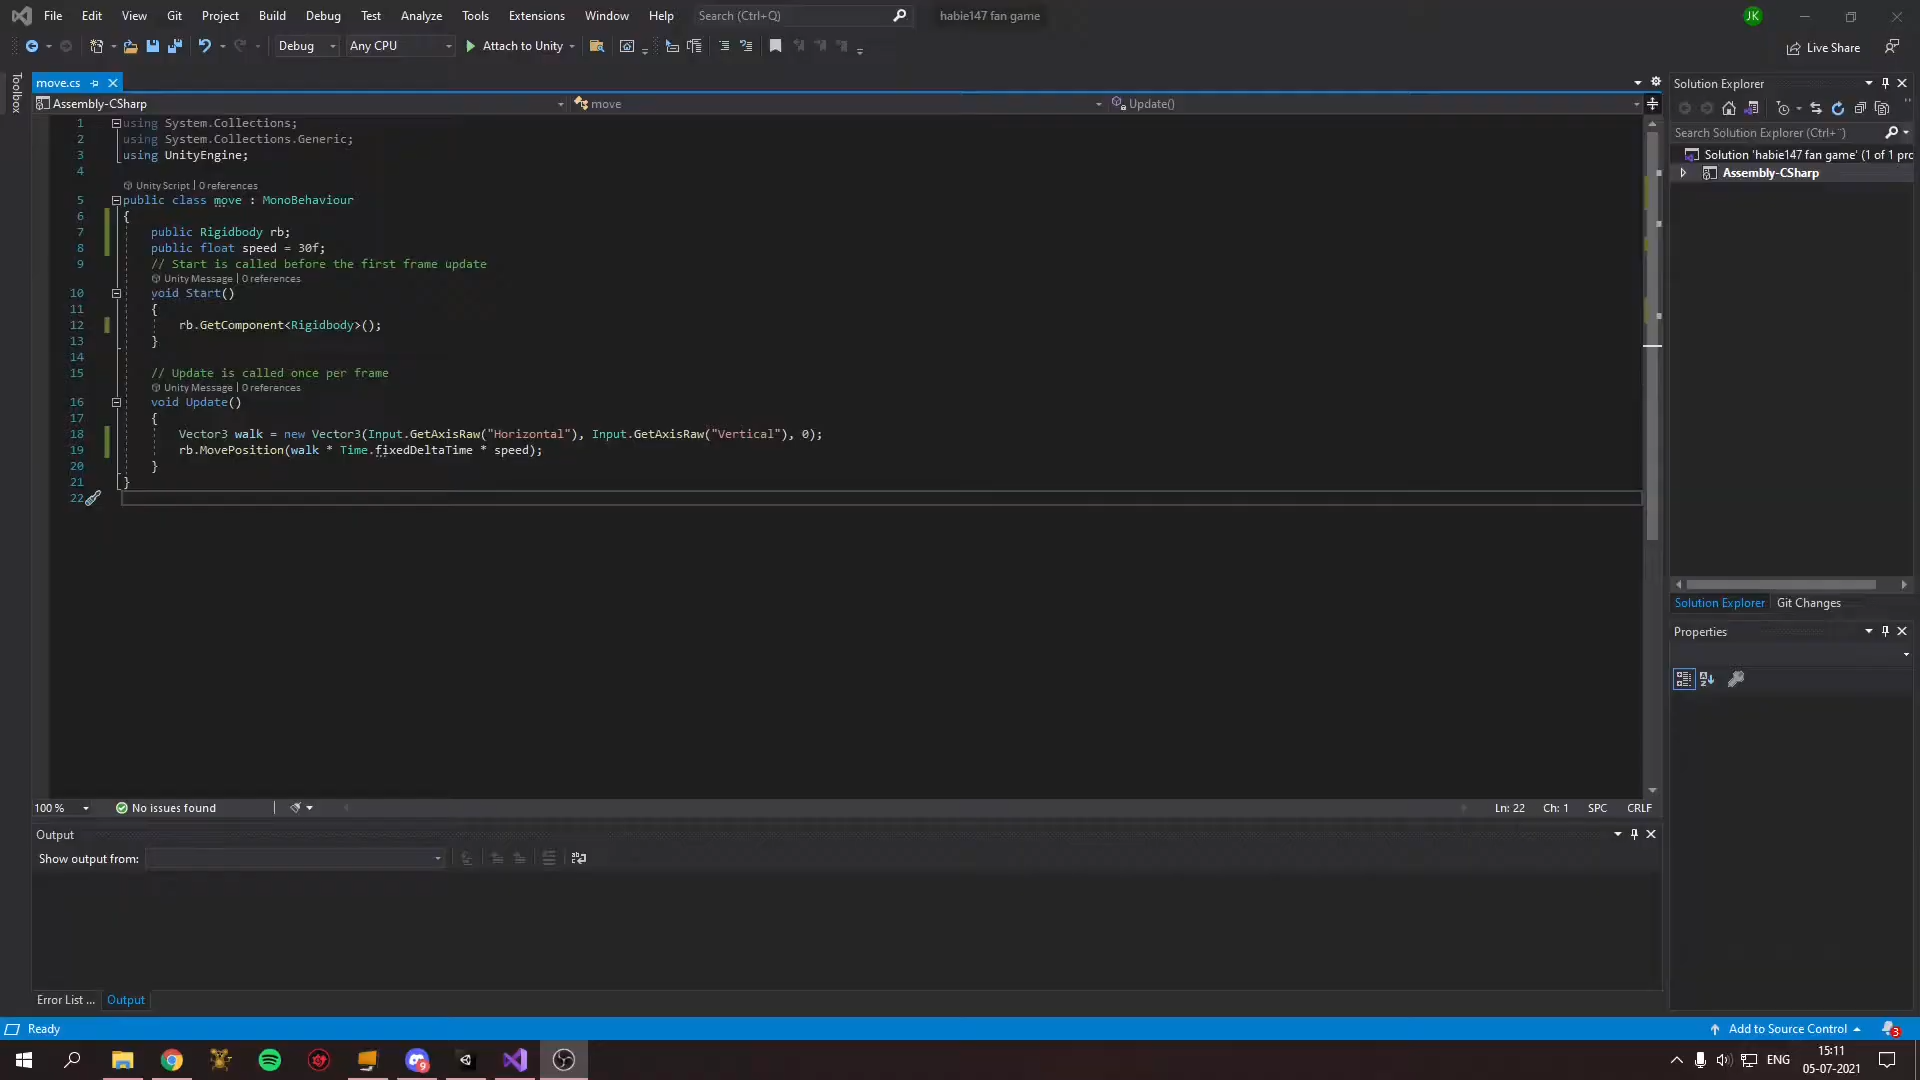 File Edit View Git Project Build Debug Test Analyze Tools Extensions Window Help Search (Ctrl+Q) habie147 fan game JK
Debug Any CPU Attach to Unity Live Share
Toolbox
move.cs
Assembly-CSharp move Update()
1 using System.Collections;
2 using System.Collections.Generic;
3 using UnityEngine;
4
Unity Script | 0 references
5 public class move : MonoBehaviour
6 {
7 public Rigidbody rb;
8 public float speed = 30f;
9 // Start is called before the first frame update
Unity Message | 0 references
10 void Start()
11 {
12 rb.GetComponent<Rigidbody>();
13 }
14
15 // Update is called once per frame
Unity Message | 0 references
16 void Update()
17 {
18 Vector3 walk = new Vector3(Input.GetAxisRaw("Horizontal"), Input.GetAxisRaw("Vertical"), 0);
19 rb.MovePosition(walk * Time.fixedDeltaTime * speed);
20 }
21 }
22
100 % No issues found Ln: 22 Ch: 1 SPC CRLF
Output
Show output from:
Error List ... Output
Solution Explorer
Search Solution Explorer (Ctrl+¨)
Solution 'habie147 fan game' (1 of 1 pro
Assembly-CSharp
Solution Explorer Git Changes
Properties
Ready Add to Source Control 3
9 ENG 15:11
05-07-2021